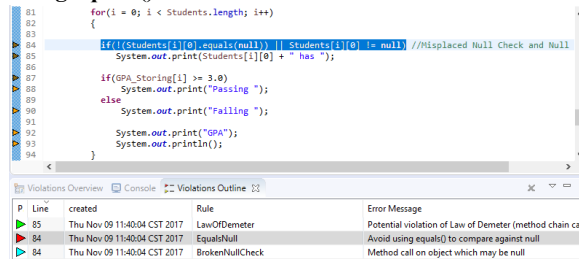 81 for(int i = 0; i < Students.length; i++)
82 {
83
84 if(!(Students[i][0].equals(null)) || Students[i][0] != null) //Misplaced Null Check and Null
85 System.out.print(Students[i][0] + " has ");
86
87 if(GPA_Storing[i] >= 3.0)
88 System.out.print("Passing ");
89 else
90 System.out.print("Failing ");
91
92 System.out.print("GPA");
93 System.out.println();
94 }
Violations Overview Console Violations Outline
P Line created Rule Error Message
85 Thu Nov 09 11:40:04 CST 2017 LawOfDemeter Potential violation of Law of Demeter (method chain ca
84 Thu Nov 09 11:40:04 CST 2017 EqualsNull Avoid using equals() to compare against null
84 Thu Nov 09 11:40:04 CST 2017 BrokenNullCheck Method call on object which may be null